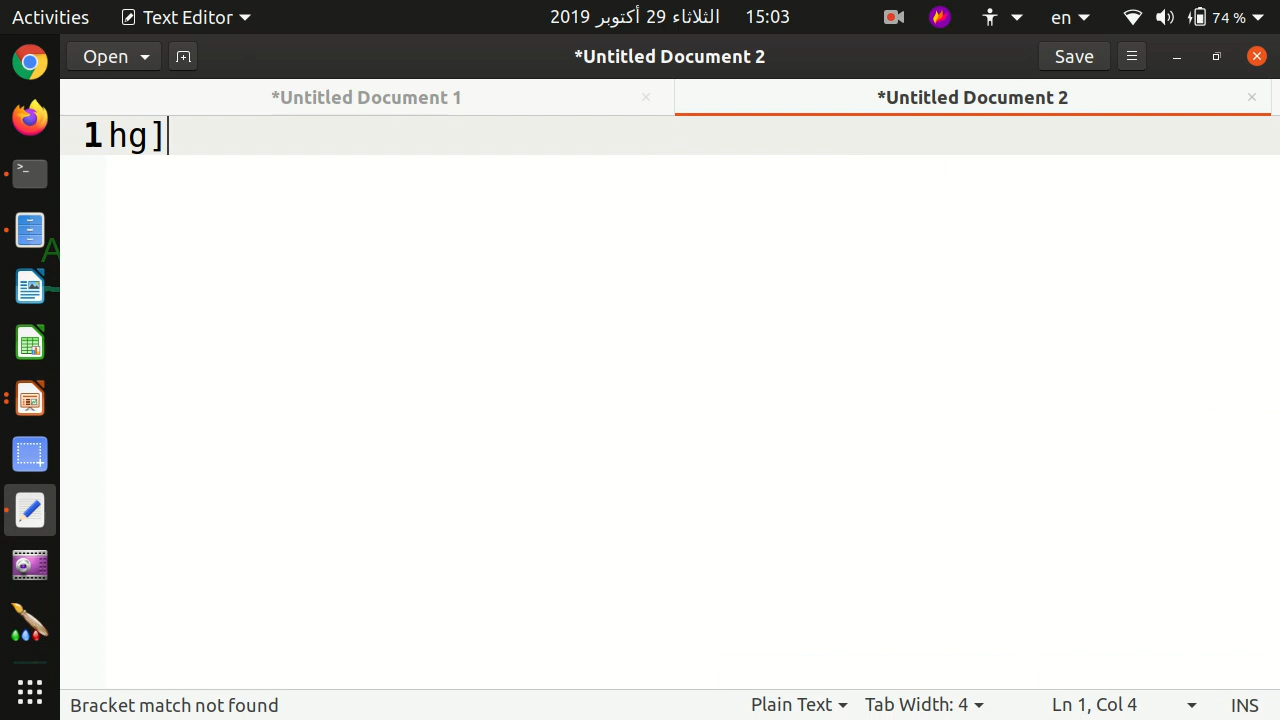 Activities Text Editor الثلاثاء 29 أكتوبر 2019 15:03 en 74 %
Open *Untitled Document 2 Save
*Untitled Document 1 *Untitled Document 2
1 hg]
A
Bracket match not found Plain Text Tab Width: 4 Ln 1, Col 4 INS